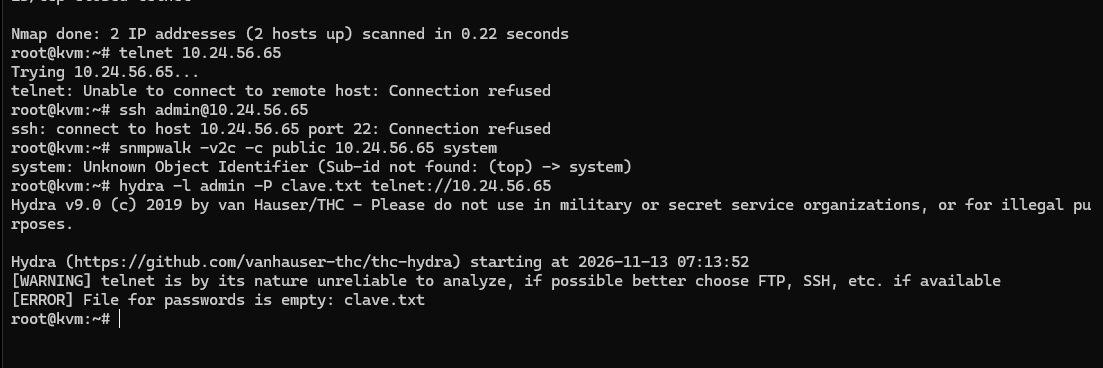 Nmap done: 2 IP addresses (2 hosts up) scanned in 0.22 seconds
root@kvm:~# telnet 10.24.56.65
Trying 10.24.56.65...
telnet: Unable to connect to remote host: Connection refused
root@kvm:~# ssh admin@10.24.56.65
ssh: connect to host 10.24.56.65 port 22: Connection refused
root@kvm:~# snmpwalk -v2c -c public 10.24.56.65 system
system: Unknown Object Identifier (Sub-id not found: (top) -> system)
root@kvm:~# hydra -l admin -P clave.txt telnet://10.24.56.65
Hydra v9.0 (c) 2019 by van Hauser/THC - Please do not use in military or secret service organizations, or for illegal pu
rposes.
Hydra (https://github.com/vanhauser-thc/thc-hydra) starting at 2026-11-13 07:13:52
[WARNING] telnet is by its nature unreliable to analyze, if possible better choose FTP, SSH, etc. if available
[ERROR] File for passwords is empty: clave.txt
root@kvm:~#